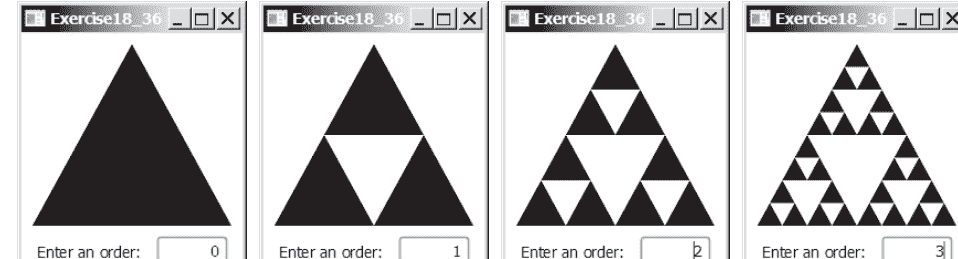 Exercise18_36
Enter an order: 0
Exercise18_36
Enter an order: 1
Exercise18_36
Enter an order: 2
Exercise18_36
Enter an order: 3